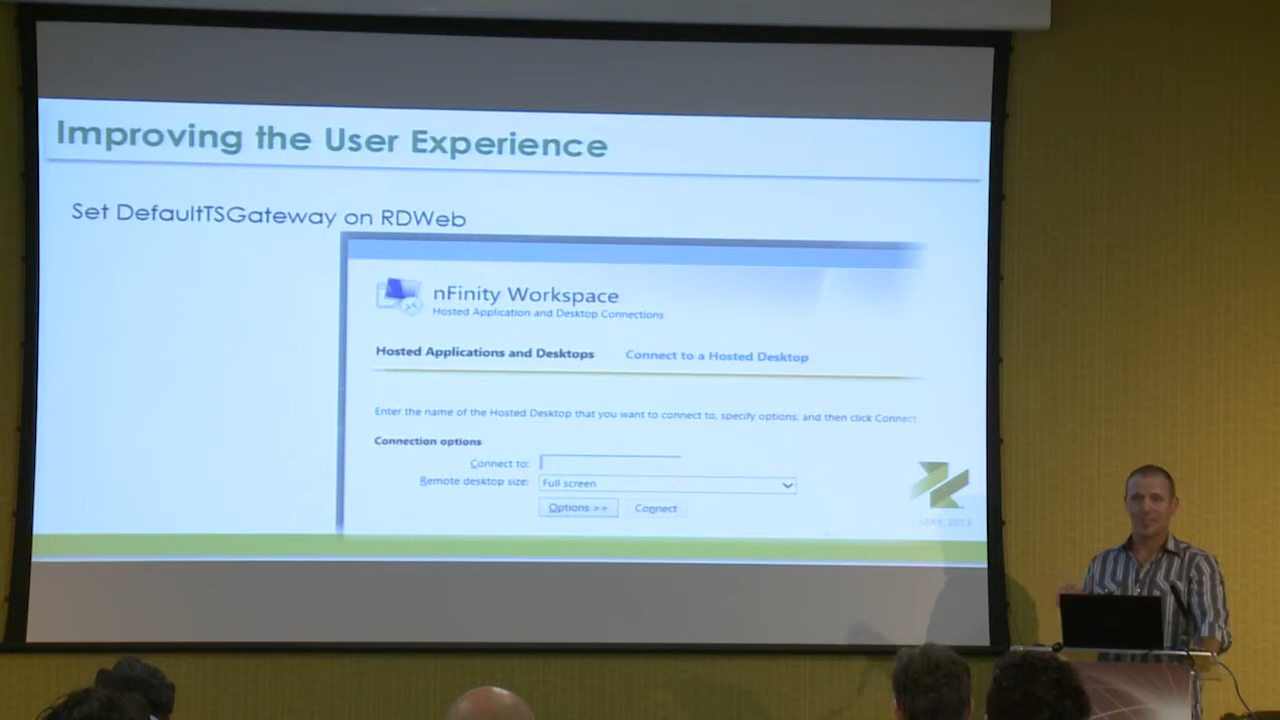 Improving the User Experience
Set DefaultTSGateway on RDWeb
nFinity Workspace
Hosted Application and Desktop Connections
Hosted Applications and Desktops Connect to a Hosted Desktop
Enter the name of the Hosted Desktop that you want to connect to, specify options, and then click Connect
Connection options
Connect to:
Remote desktop size: Full screen
Options >> Connect